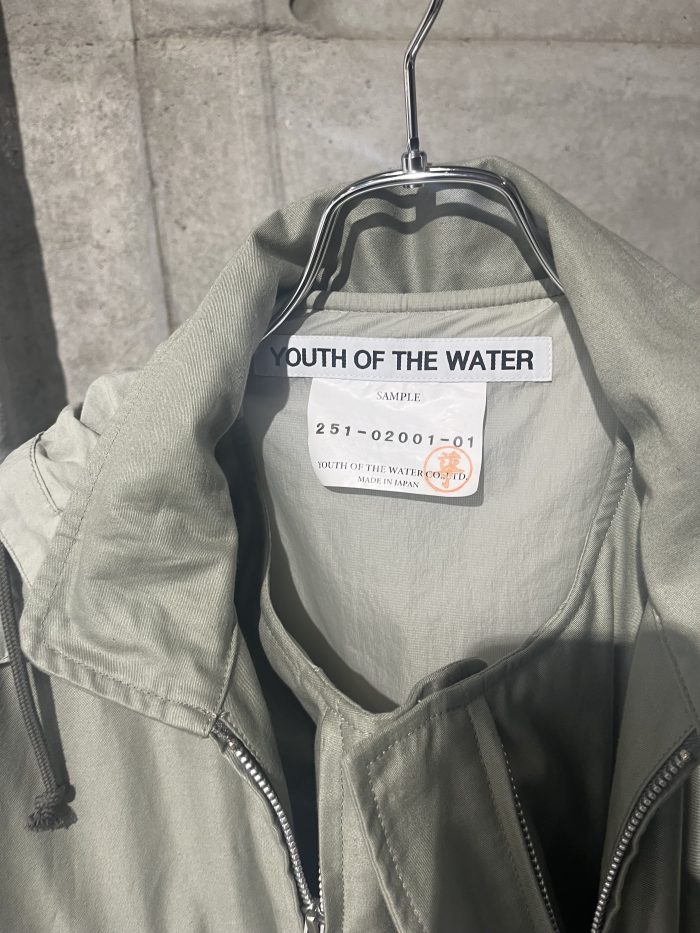 YOUTH OF THE WATER
SAMPLE
251-02001-01
YOUTH OF THE WATER CO.,LTD.
MADE IN JAPAN